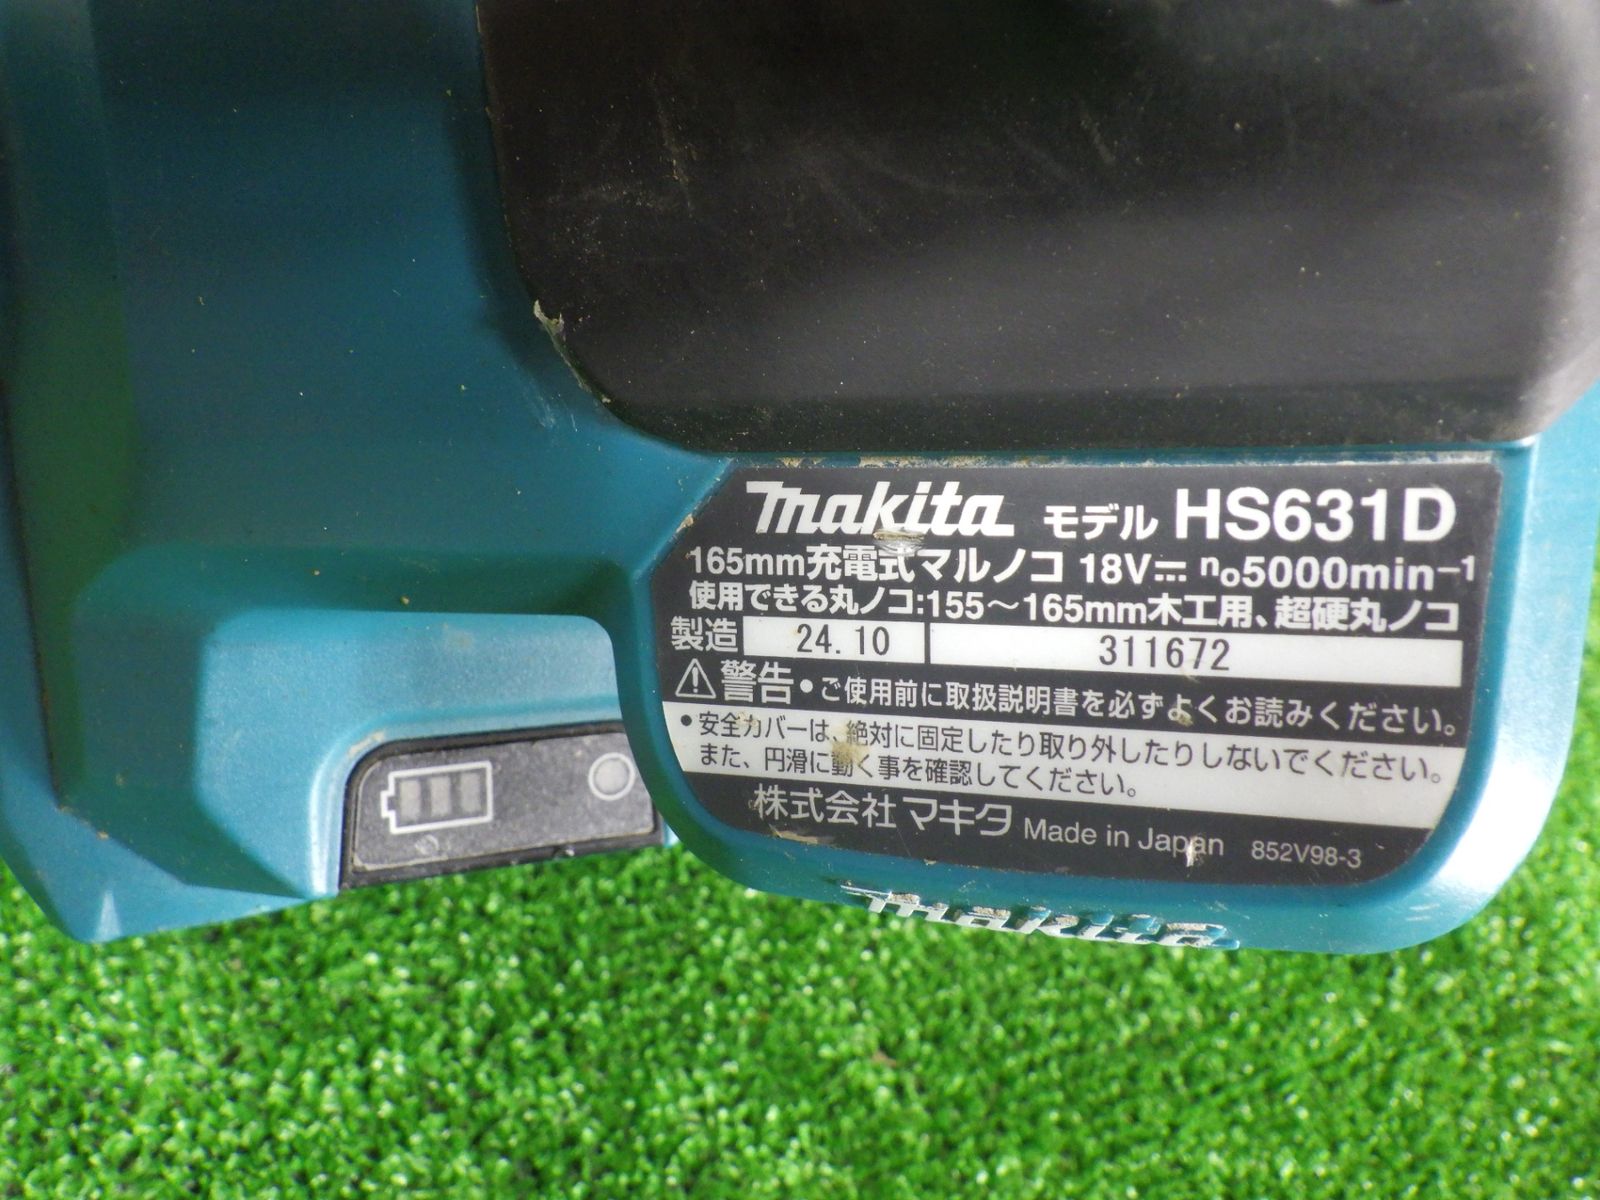 makita モデル HS631D
165mm充電式マルノコ 18V⎓ n₀5000min⁻¹
使用できる丸ノコ:155～165mm木工用、超硬丸ノコ
製造 24.10 311672
⚠警告 •ご使用前に取扱説明書を必ずよくお読みください。
•安全カバーは、絶対に固定したり取り外したりしないでください。
また、円滑に動く事を確認してください。
株式会社 マキタ Made in Japan 852V98-3
makita